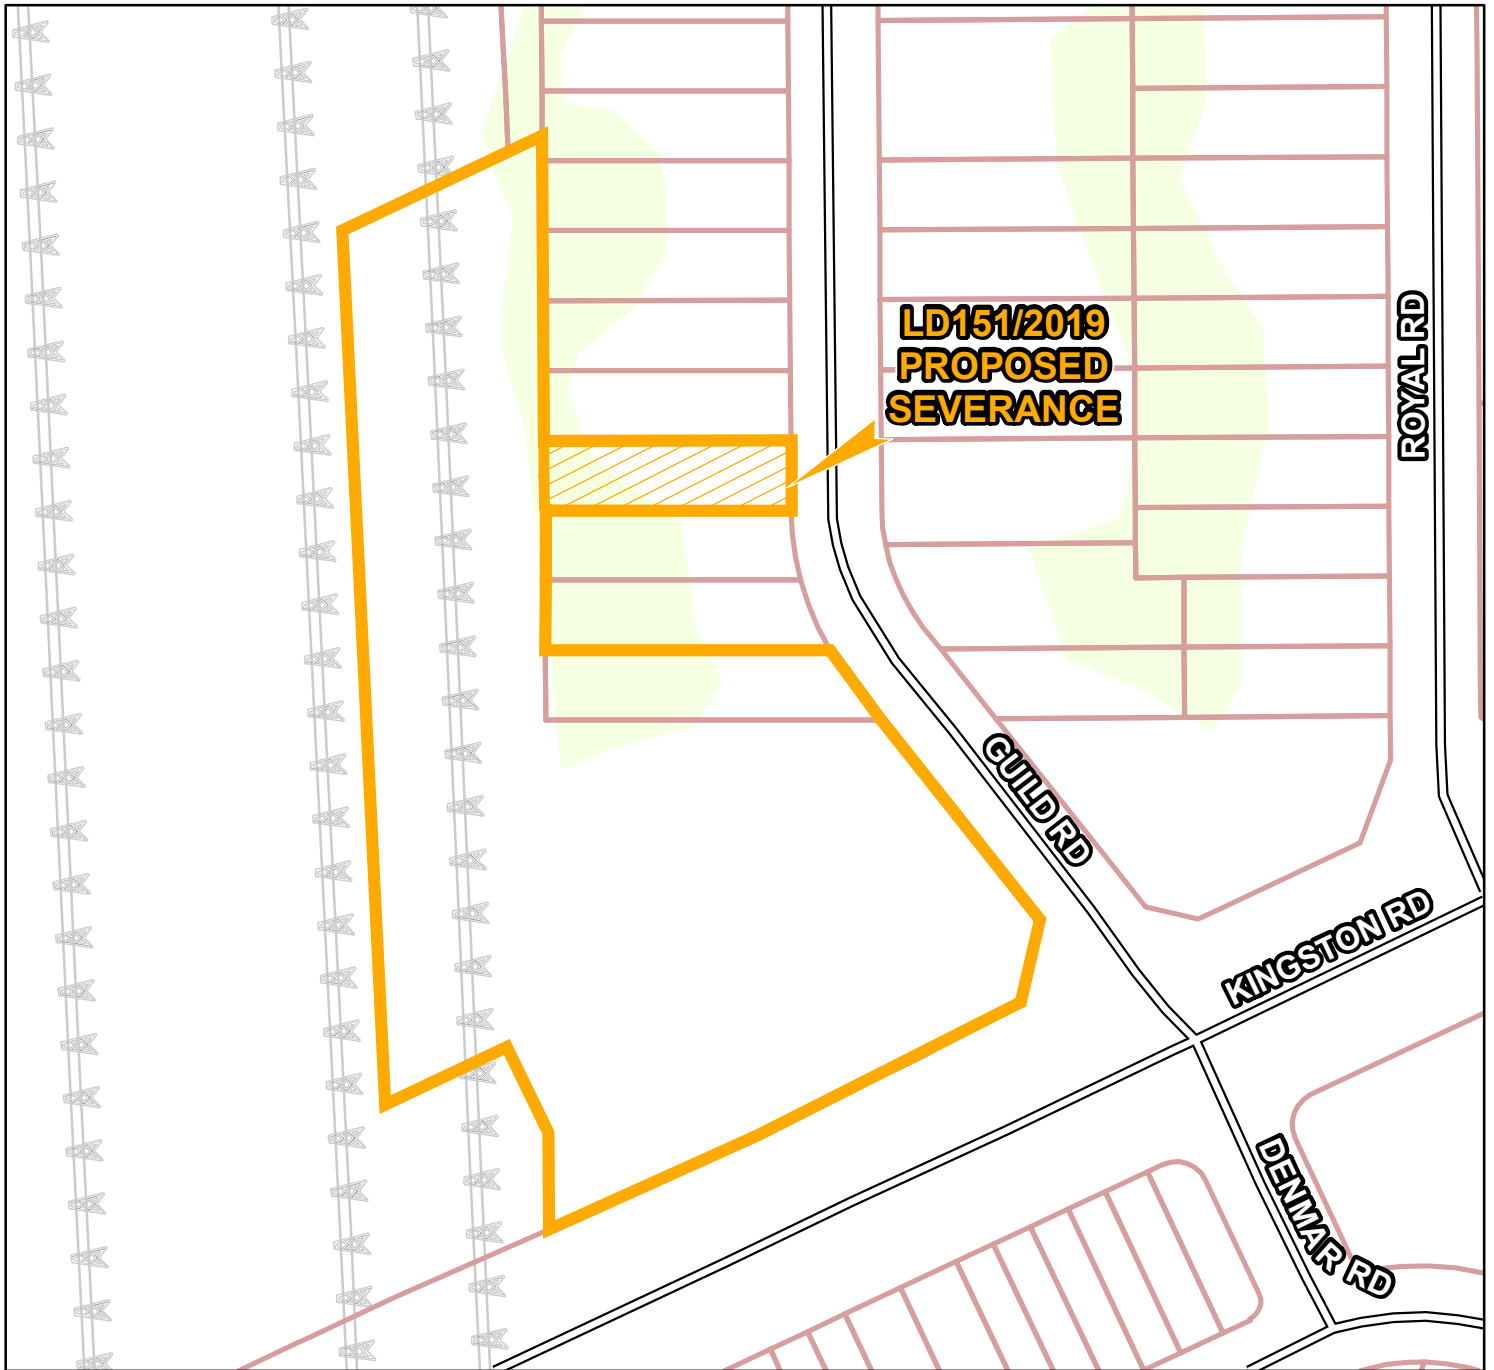 LD151/2019
PROPOSED
SEVERANCE
ROYAL RD
GUILD RD
KINGSTON RD
DENMAR RD